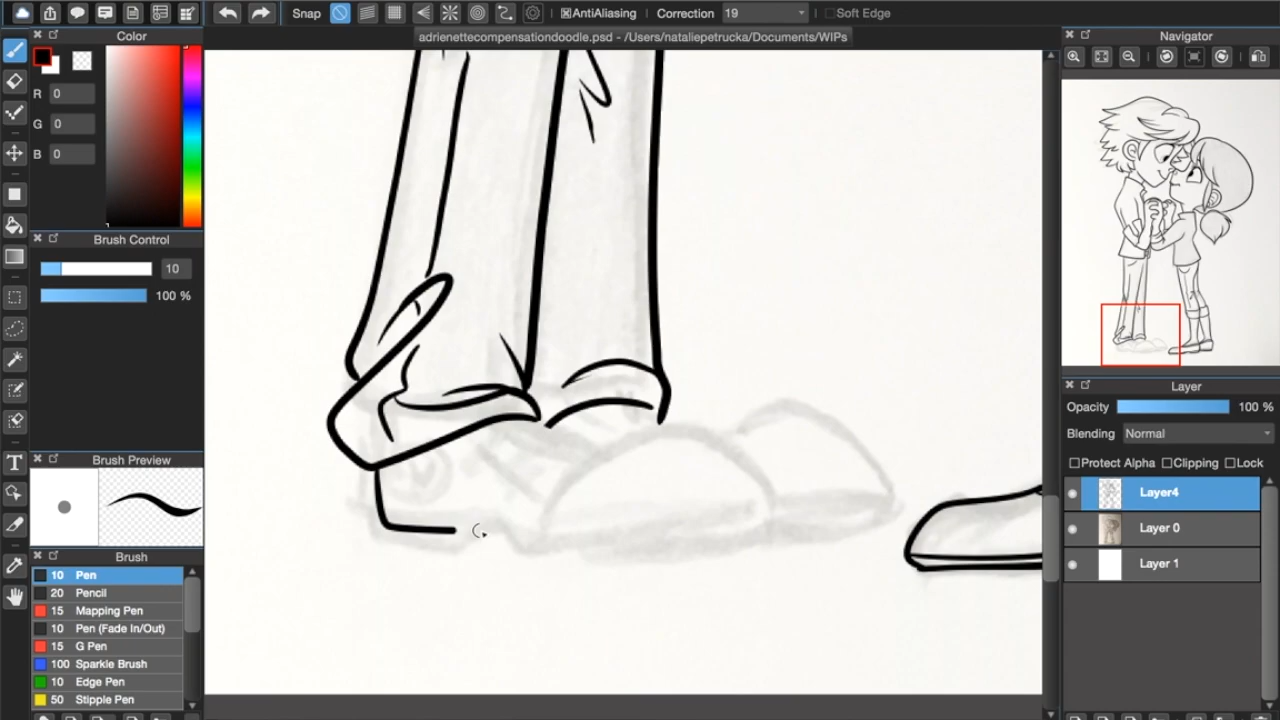 Snap
AntiAliasing
Correction
19
Soft Edge
adrienettecompensationdoodle.psd - /Users/nataliepetrucka/Documents/WIPs
Color
R 0
G 0
B 0
Brush Control
10
100 %
Brush Preview
Brush
10 Pen
20 Pencil
15 Mapping Pen
10 Pen (Fade In/Out)
15 G Pen
100 Sparkle Brush
10 Edge Pen
50 Stipple Pen
Navigator
Layer
Opacity 100 %
Blending Normal
Protect Alpha Clipping Lock
Layer4
Layer 0
Layer 1
T